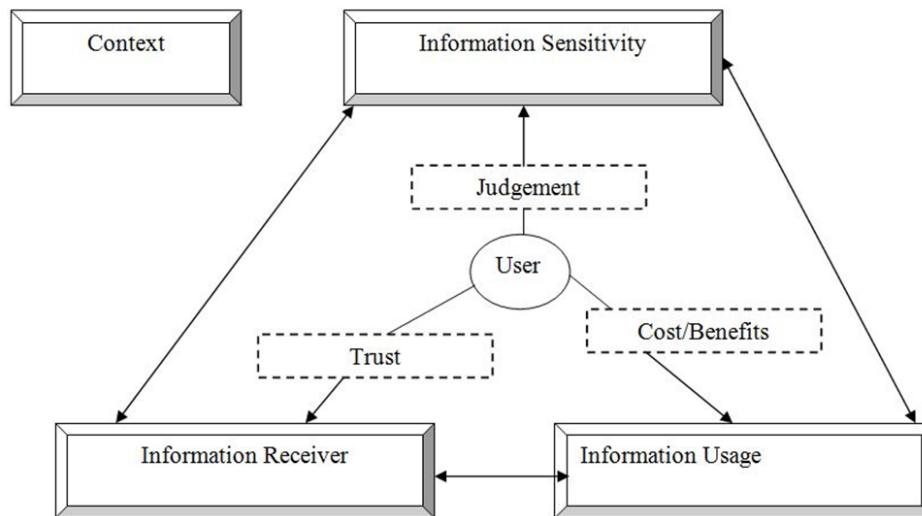 Context
Information Sensitivity
Judgement
User
Cost/Benefits
Trust
Information Receiver
Information Usage